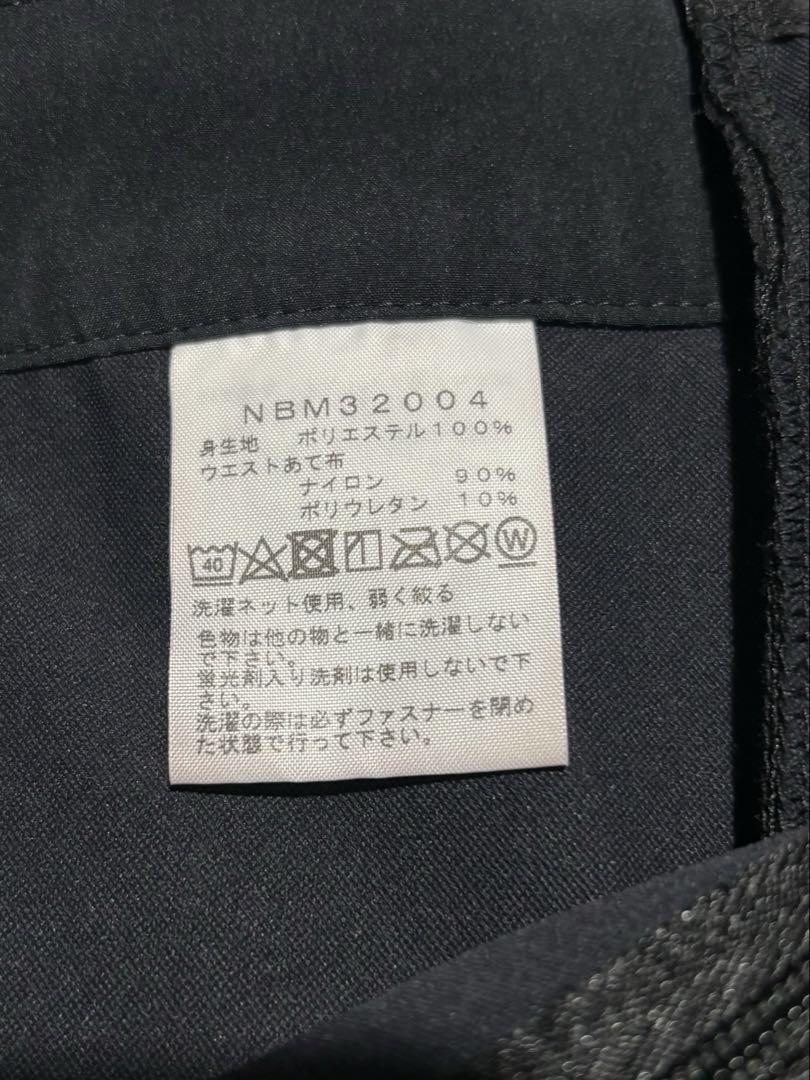 NBM32004
身生地 ポリエステル100%
ウエストあて布
ナイロン 90%
ポリウレタン 10%
40 W
洗濯ネット使用、弱く絞る
色物は他の物と一緒に洗濯しない
で下さい。
蛍光剤入り洗剤は使用しないで下
さい。
洗濯の際は必ずファスナーを閉め
た状態で行って下さい。